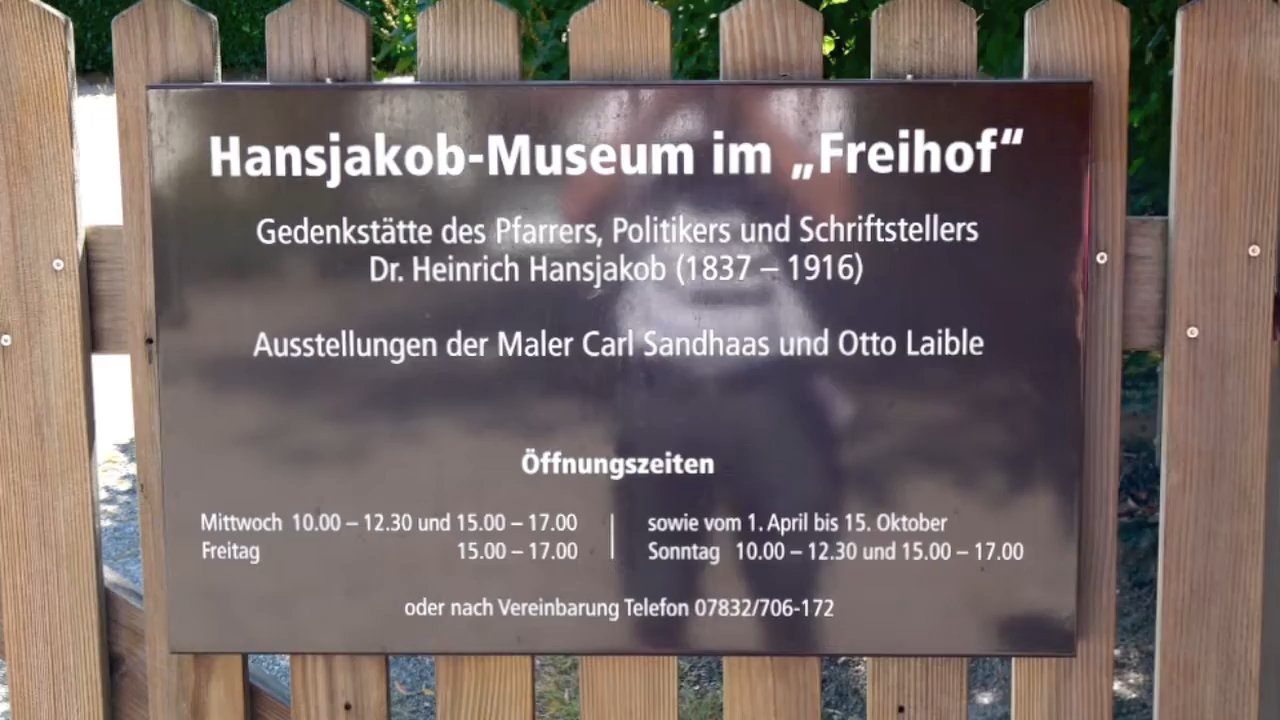 Hansjakob-Museum im „Freihof“
Gedenkstätte des Pfarrers, Politikers und Schriftstellers
Dr. Heinrich Hansjakob (1837 – 1916)
Ausstellungen der Maler Carl Sandhaas und Otto Laible
Öffnungszeiten
Mittwoch 10.00 – 12.30 und 15.00 – 17.00
Freitag 15.00 – 17.00
sowie vom 1. April bis 15. Oktober
Sonntag 10.00 – 12.30 und 15.00 – 17.00
oder nach Vereinbarung Telefon 07832/706-172